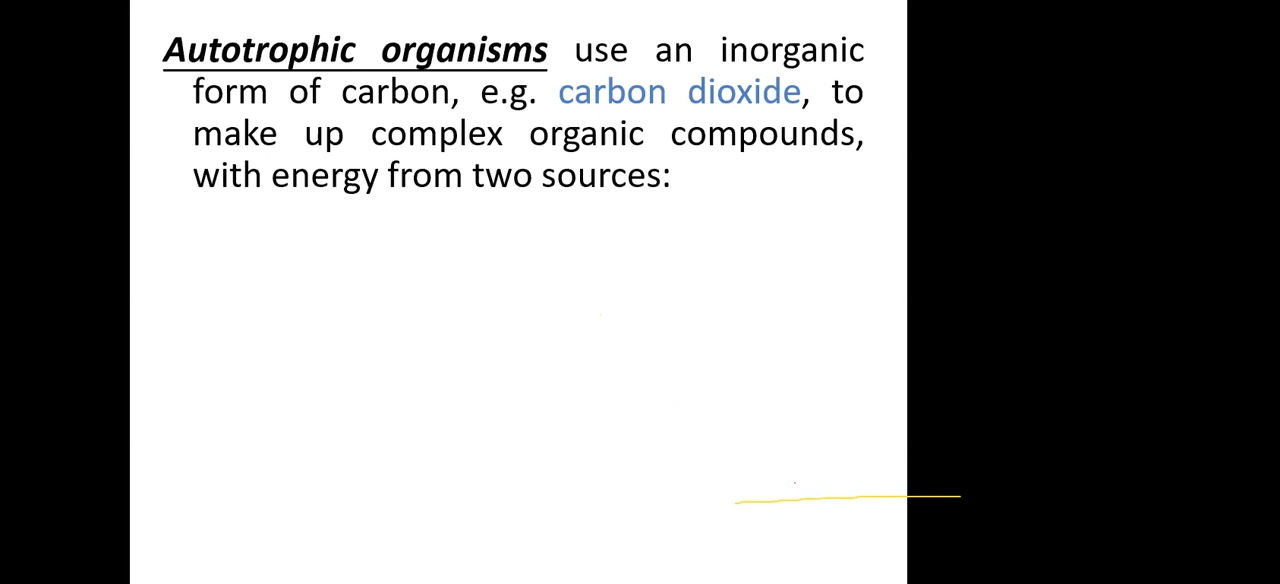 Autotrophic organisms use an inorganic
form of carbon, e.g. carbon dioxide, to
make up complex organic compounds,
with energy from two sources: